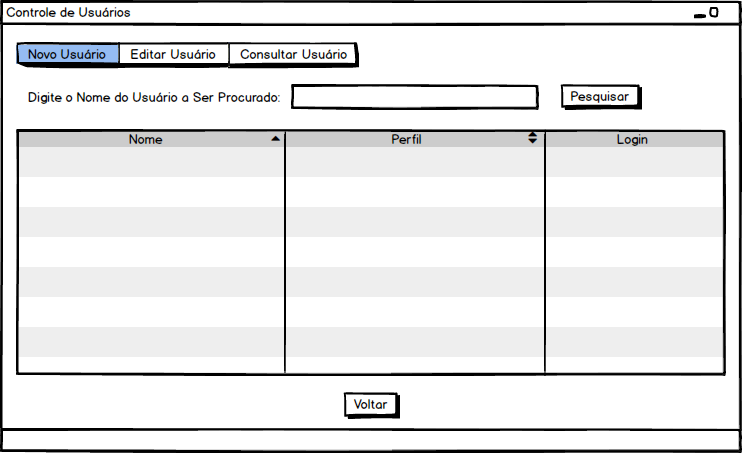 Controle de Usuários
Novo Usuário Editar Usuário Consultar Usuário
Digite o Nome do Usuário a Ser Procurado: Pesquisar
Nome Perfil Login
Voltar